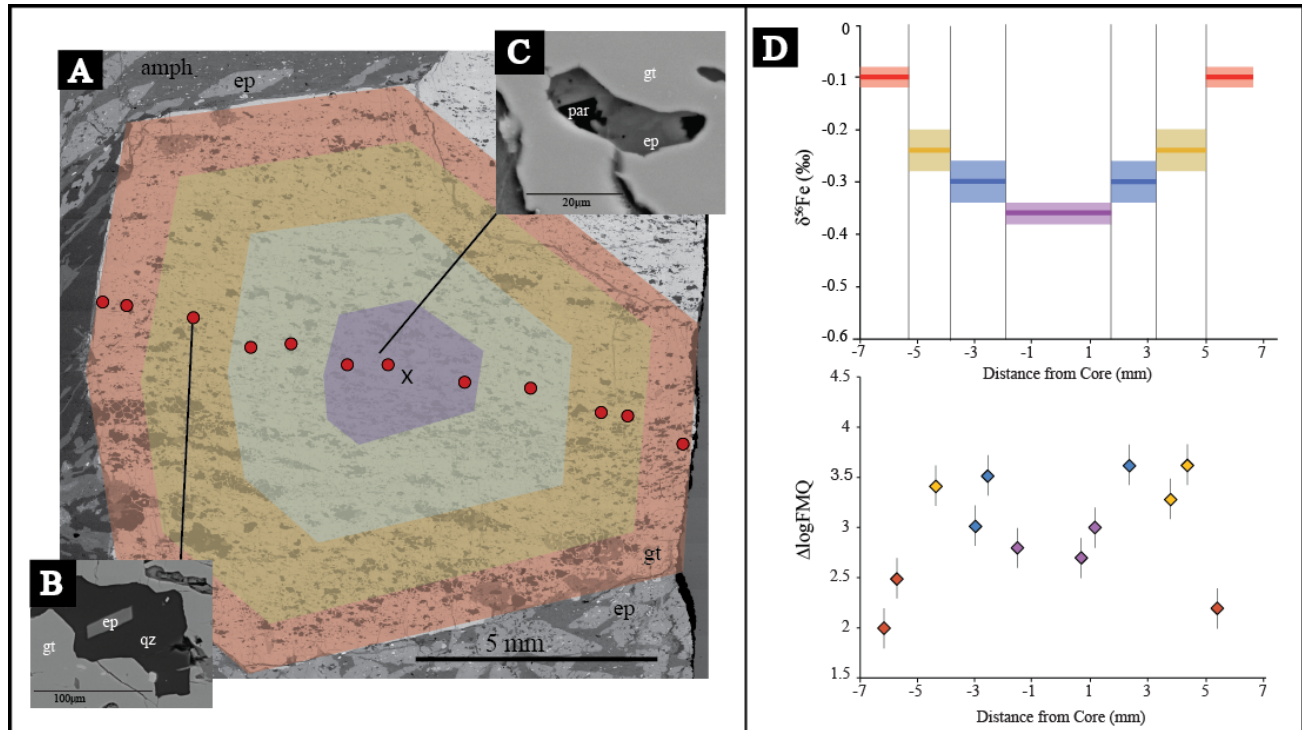 A
amph
ep
C
gt
par
ep
20μm
X
gt
ep
5 mm
B
ep
gt
qz
100μm
D
0
-0.1
-0.2
-0.3
-0.4
-0.5
-0.6
δ⁵⁶Fe (‰)
-7 -5 -3 -1 1 3 5 7
Distance from Core (mm)
4.5
4
3.5
3
2.5
2
1.5
ΔlogFMQ
-7 -5 -3 -1 1 3 5 7
Distance from Core (mm)